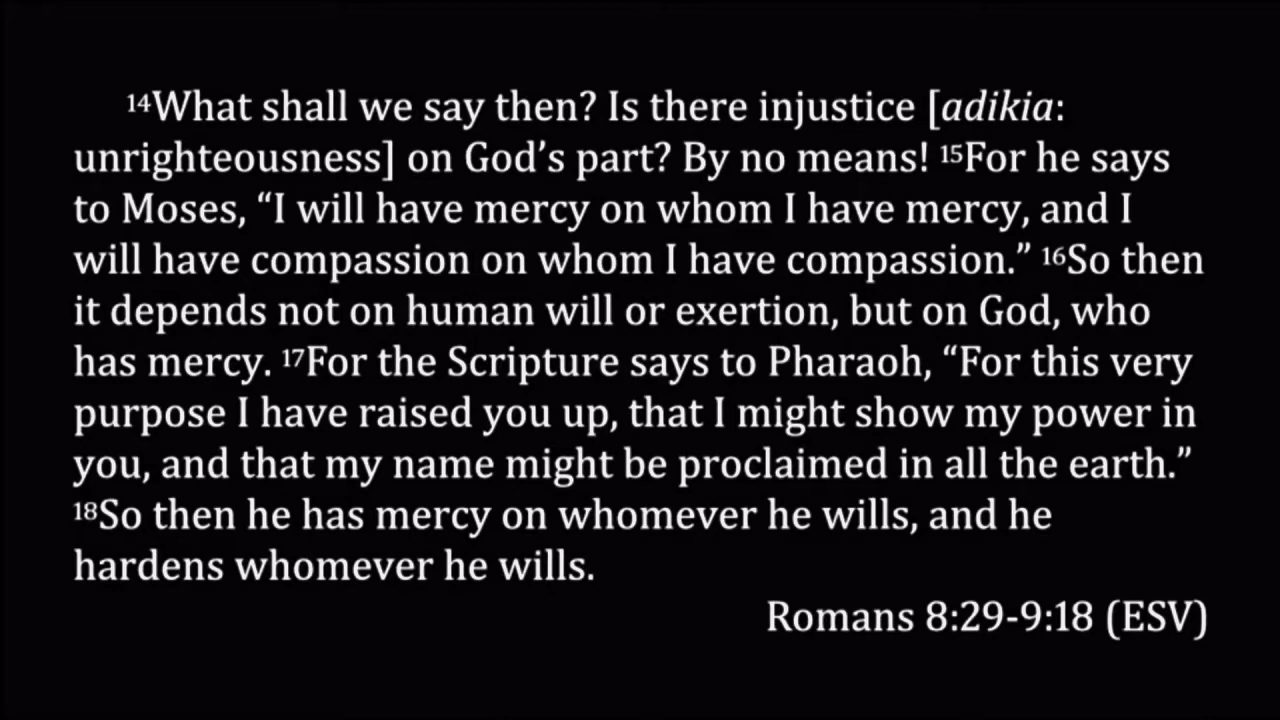 14What shall we say then? Is there injustice [adikia:
unrighteousness] on God’s part? By no means! 15For he says
to Moses, “I will have mercy on whom I have mercy, and I
will have compassion on whom I have compassion.” 16So then
it depends not on human will or exertion, but on God, who
has mercy. 17For the Scripture says to Pharaoh, “For this very
purpose I have raised you up, that I might show my power in
you, and that my name might be proclaimed in all the earth.”
18So then he has mercy on whomever he wills, and he
hardens whomever he wills.
Romans 8:29-9:18 (ESV)